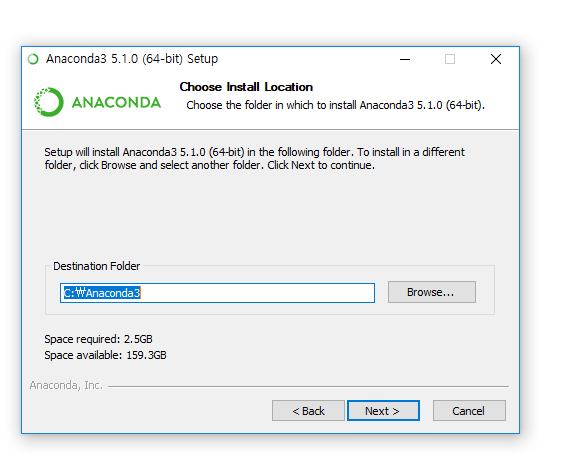 Anaconda3 5.1.0 (64-bit) Setup
ANACONDA
Choose Install Location
Choose the folder in which to install Anaconda3 5.1.0 (64-bit).
Setup will install Anaconda3 5.1.0 (64-bit) in the following folder. To install in a different
folder, click Browse and select another folder. Click Next to continue.
Destination Folder
C:₩Anaconda3
Browse...
Space required: 2.5GB
Space available: 159.3GB
Anaconda, Inc.
< Back
Next >
Cancel